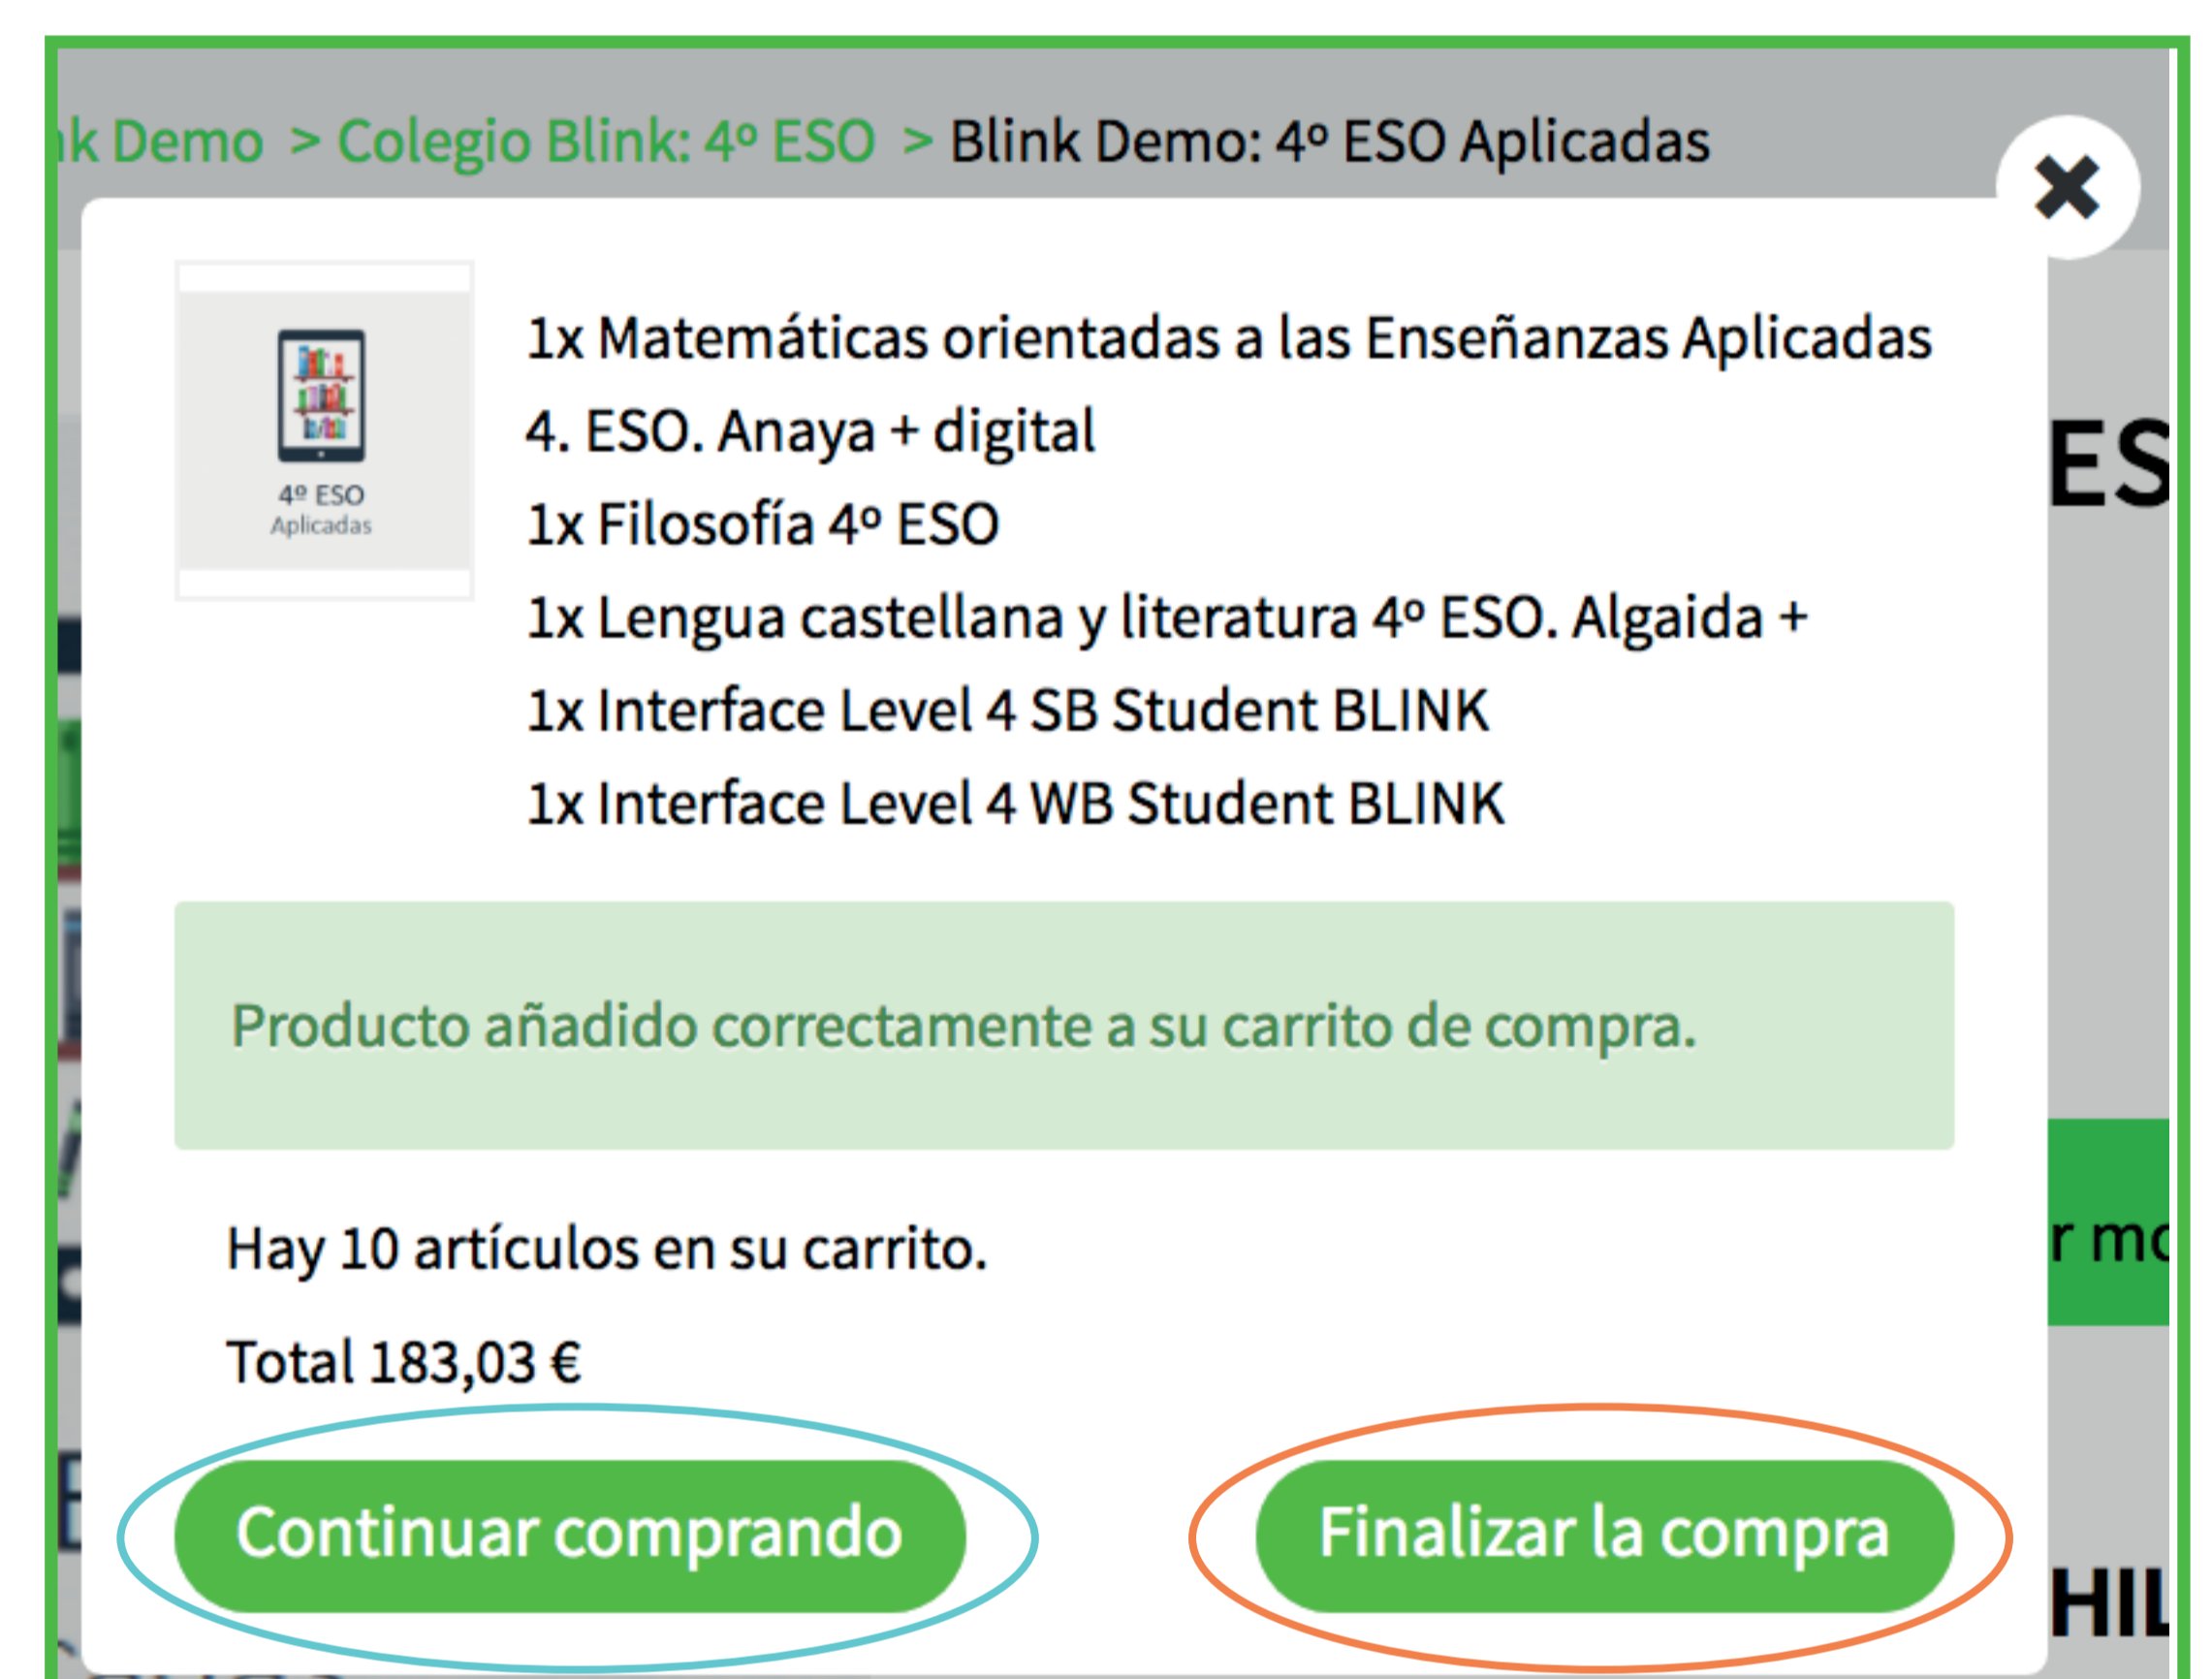 k Demo > Colegio Blink: 4º ESO > Blink Demo: 4º ESO Aplicadas
4º ESO
Aplicadas
1x Matemáticas orientadas a las Enseñanzas Aplicadas
4. ESO. Anaya + digital
1x Filosofía 4º ESO
1x Lengua castellana y literatura 4º ESO. Algaida +
1x Interface Level 4 SB Student BLINK
1x Interface Level 4 WB Student BLINK
ES
Producto añadido correctamente a su carrito de compra.
Hay 10 artículos en su carrito.
r mo
Total 183,03 €
Continuar comprando
Finalizar la compra
HIL